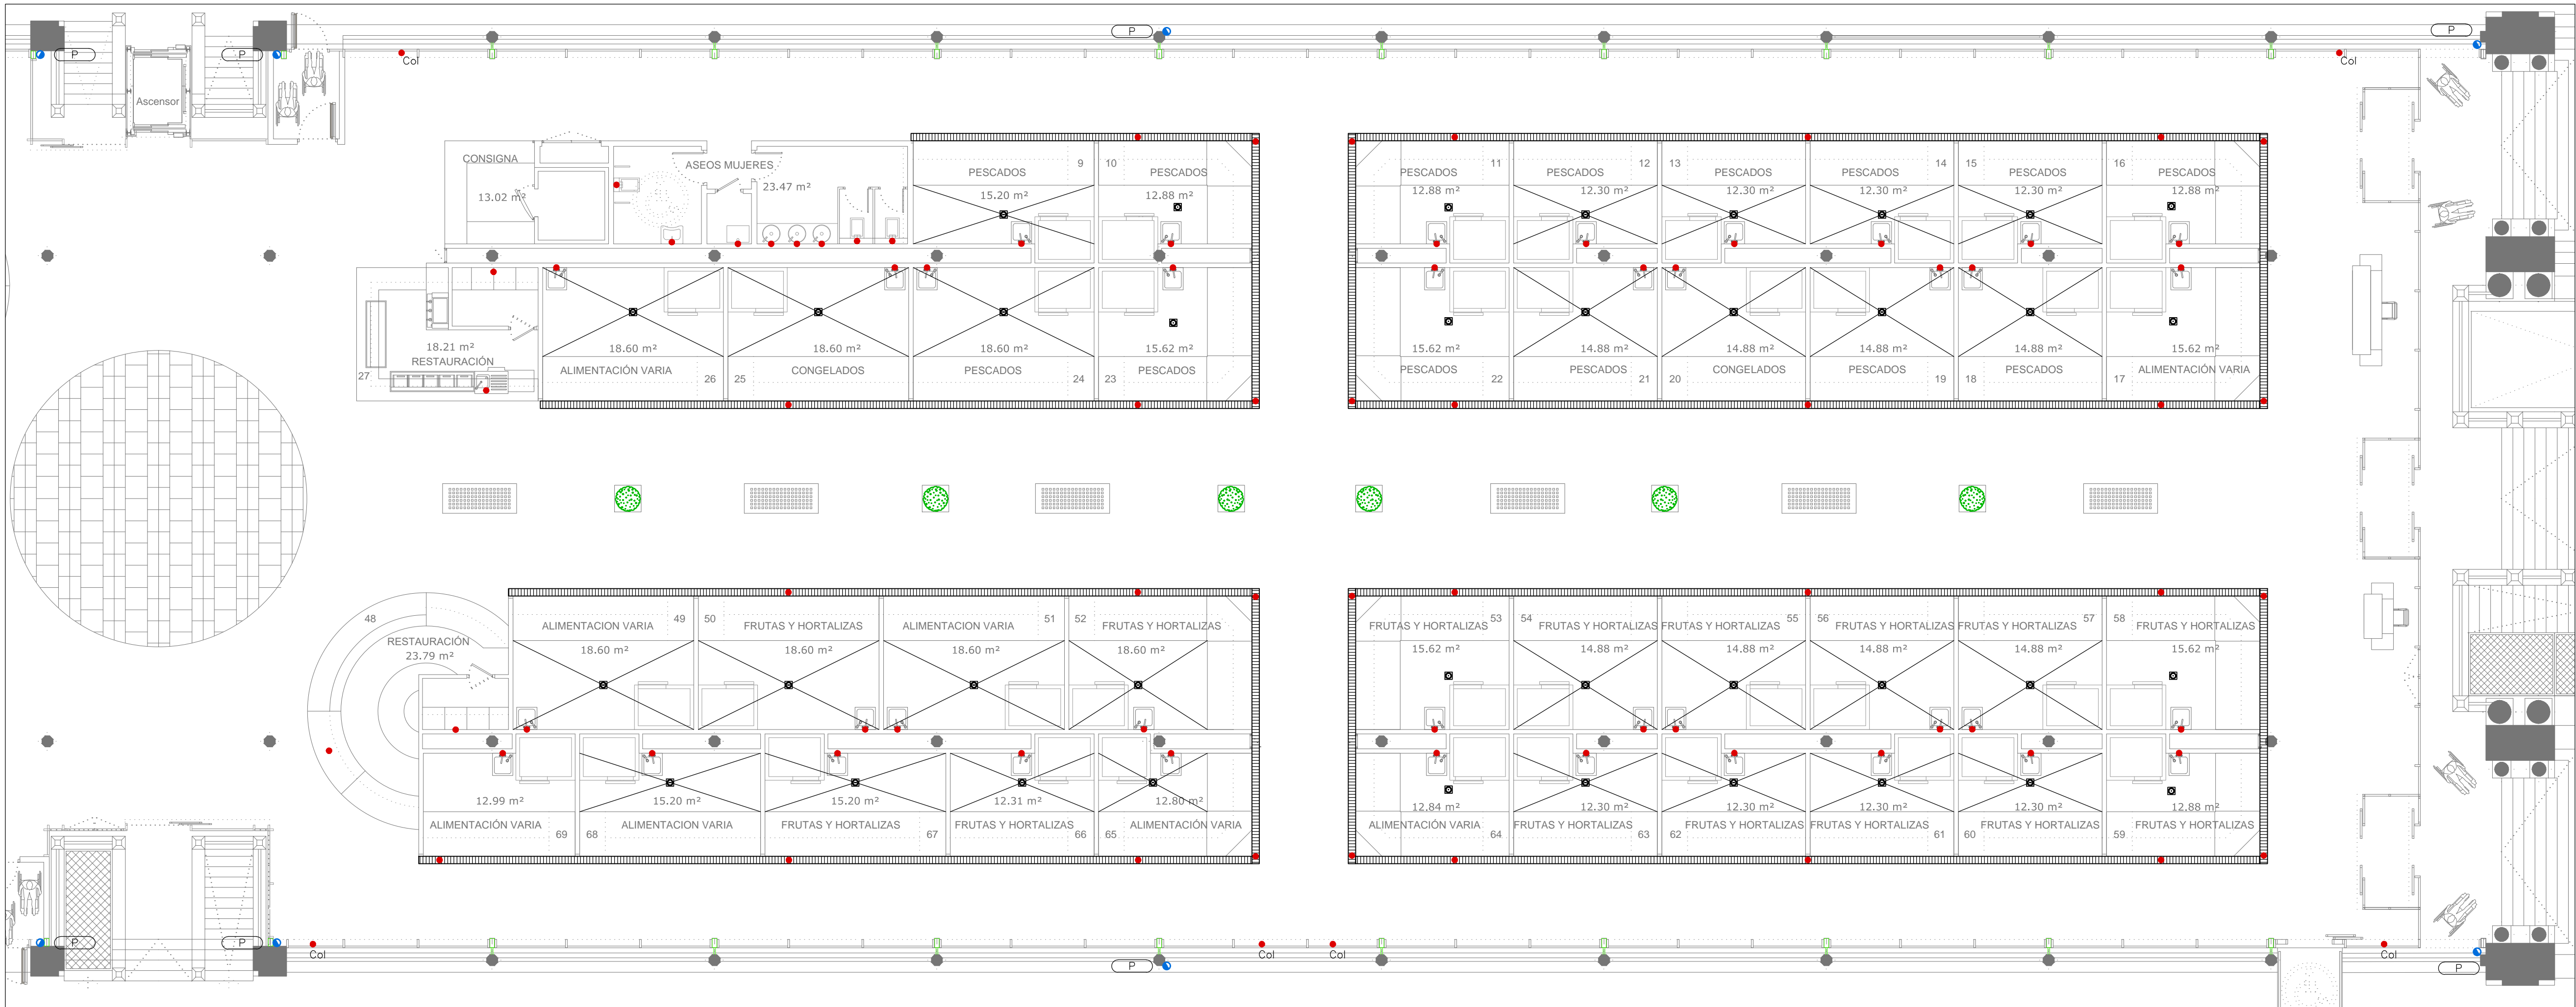 P
P
P
P
Col
Col
Ascensor
CONSIGNA
13.02 m²
ASEOS MUJERES
23.47 m²
9
PESCADOS
15.20 m²
10
PESCADOS
12.88 m²
11
PESCADOS
12.88 m²
12
PESCADOS
12.30 m²
13
PESCADOS
12.30 m²
14
PESCADOS
12.30 m²
15
PESCADOS
12.30 m²
16
PESCADOS
12.88 m²
18.21 m²
RESTAURACIÓN
27
18.60 m²
ALIMENTACIÓN VARIA
26
18.60 m²
CONGELADOS
25
18.60 m²
PESCADOS
24
15.62 m²
PESCADOS
23
15.62 m²
PESCADOS
22
14.88 m²
PESCADOS
21
14.88 m²
CONGELADOS
20
14.88 m²
PESCADOS
19
14.88 m²
PESCADOS
18
15.62 m²
ALIMENTACIÓN VARIA
17
48
RESTAURACIÓN
23.79 m²
49
ALIMENTACION VARIA
18.60 m²
50
FRUTAS Y HORTALIZAS
18.60 m²
51
ALIMENTACION VARIA
18.60 m²
52
FRUTAS Y HORTALIZAS
18.60 m²
53
FRUTAS Y HORTALIZAS
15.62 m²
54
FRUTAS Y HORTALIZAS
14.88 m²
55
FRUTAS Y HORTALIZAS
14.88 m²
56
FRUTAS Y HORTALIZAS
14.88 m²
57
FRUTAS Y HORTALIZAS
14.88 m²
58
FRUTAS Y HORTALIZAS
15.62 m²
12.99 m²
ALIMENTACIÓN VARIA
69
15.20 m²
ALIMENTACION VARIA
68
15.20 m²
FRUTAS Y HORTALIZAS
67
12.31 m²
FRUTAS Y HORTALIZAS
66
12.80 m²
ALIMENTACIÓN VARIA
65
12.84 m²
ALIMENTACIÓN VARIA
64
12.30 m²
FRUTAS Y HORTALIZAS
63
12.30 m²
FRUTAS Y HORTALIZAS
62
12.30 m²
FRUTAS Y HORTALIZAS
61
12.30 m²
FRUTAS Y HORTALIZAS
60
12.88 m²
FRUTAS Y HORTALIZAS
59
P
P
P
P
Col
Col
Col
Col